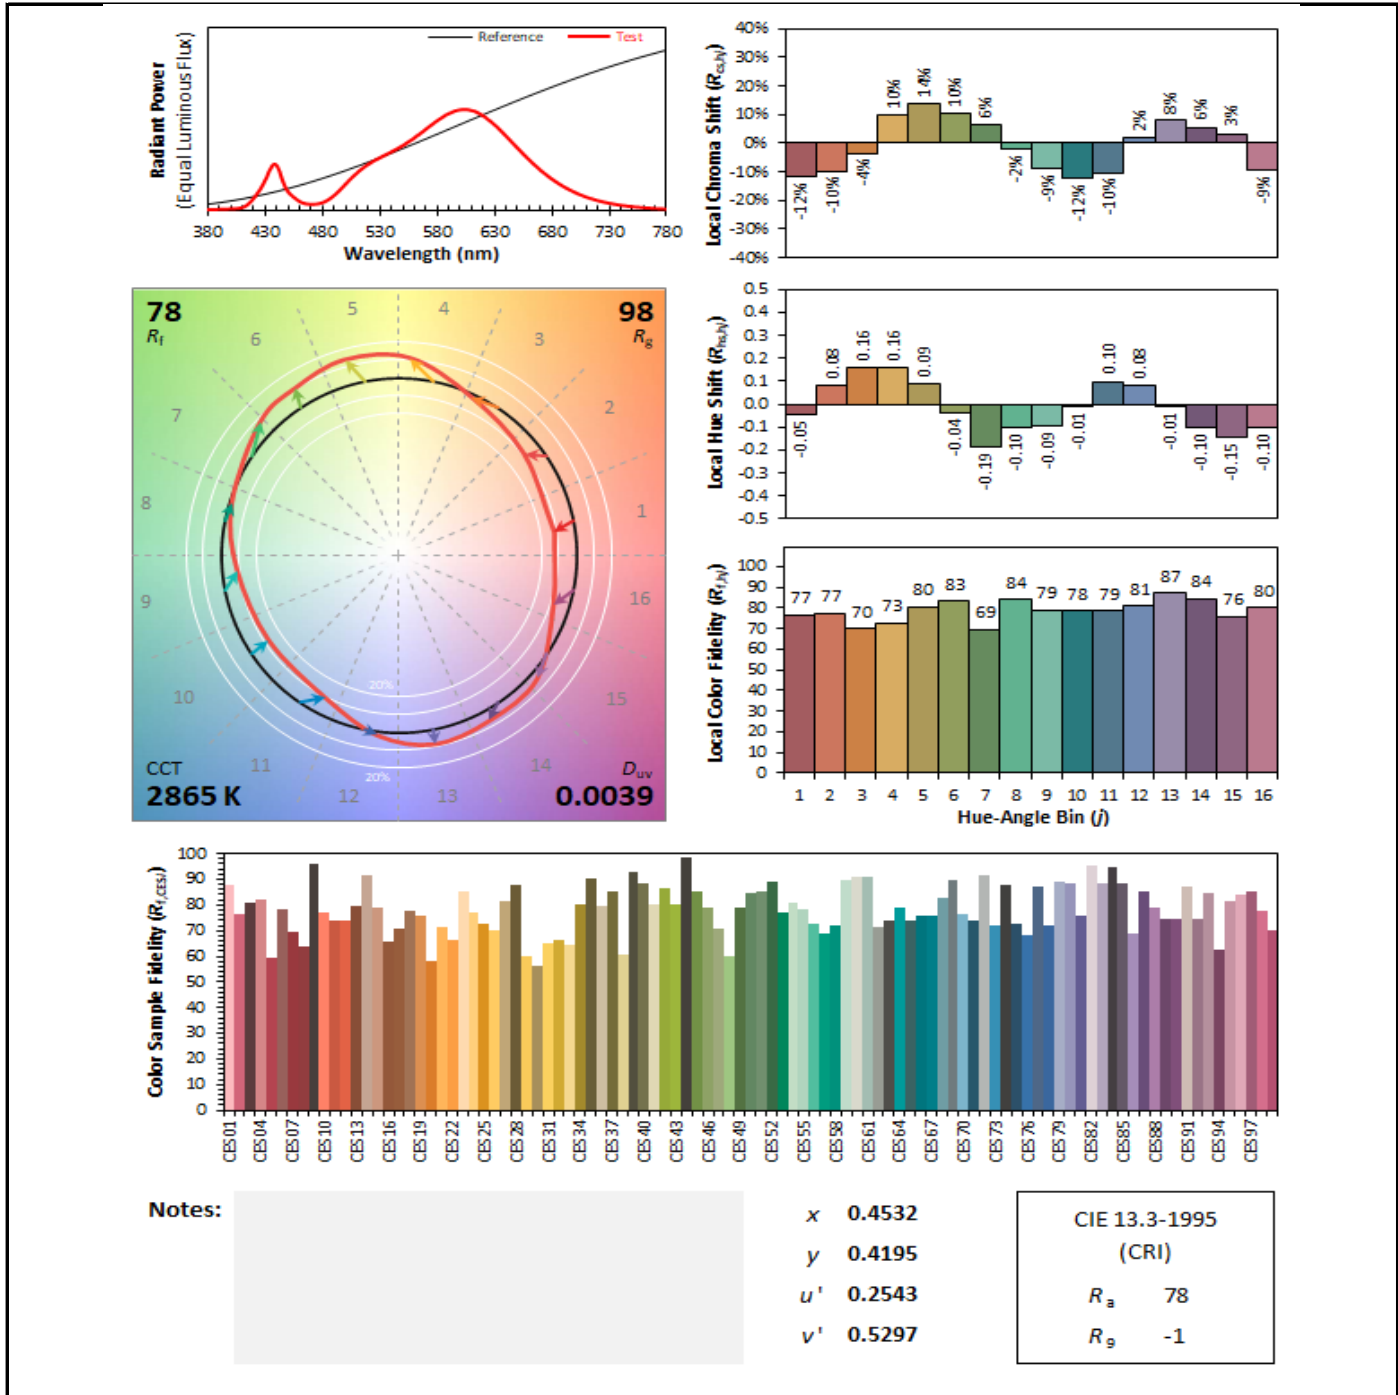 Radiant Power
(Equal Luminous Flux)
Reference
Test
380 430 480 530 580 630 680 730 780
Wavelength (nm)
Local Chroma Shift (Rcs,hj)
40%
30%
20%
10%
0%
-10%
-20%
-30%
-40%
-12% -10% -4% 10% 14% 10% 6% -2% -9% -12% -10% 2% 8% 6% 3% -9%
78
Rf
98
Rg
5 4
6 3
7 2
8 1
9 16
10 15
11 14
12 13
20%
20%
CCT
2865 K
Duv
0.0039
Local Hue Shift (Rhs,hj)
0.5
0.4
0.3
0.2
0.1
0.0
-0.1
-0.2
-0.3
-0.4
-0.5
-0.05 0.08 0.16 0.16 0.09 -0.04 -0.19 -0.10 -0.09 -0.01 0.10 0.08 -0.01 -0.10 -0.15 -0.10
Local Color Fidelity (Rf,hj)
100
90
80
70
60
50
40
30
20
10
0
77 77 70 73 80 83 69 84 79 78 79 81 87 84 76 80
1 2 3 4 5 6 7 8 9 10 11 12 13 14 15 16
Hue-Angle Bin (j)
Color Sample Fidelity (Rf,CESi)
100
90
80
70
60
50
40
30
20
10
0
CES01 CES04 CES07 CES10 CES13 CES16 CES19 CES22 CES25 CES28 CES31 CES34 CES37 CES40 CES43 CES46 CES49 CES52 CES55 CES58 CES61 CES64 CES67 CES70 CES73 CES76 CES79 CES82 CES85 CES88 CES91 CES94 CES97
Notes:
x 0.4532
y 0.4195
u' 0.2543
v' 0.5297
CIE 13.3-1995
(CRI)
Ra 78
R9 -1